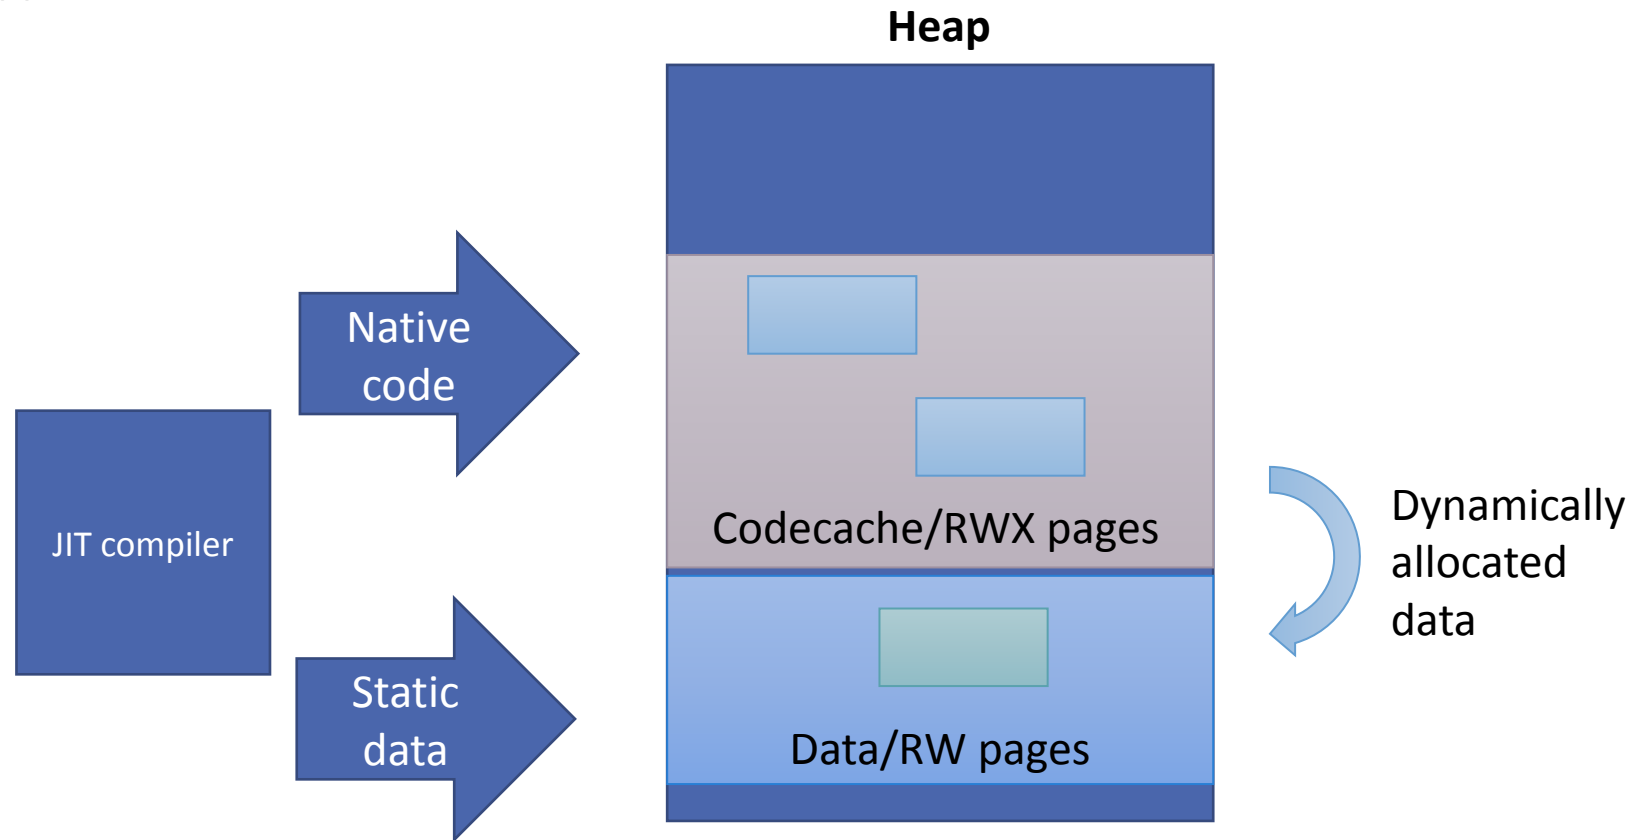 Heap
Native
code
Codecache/RWX pages
Dynamically
allocated
data
JIT compiler
Static
data
Data/RW pages